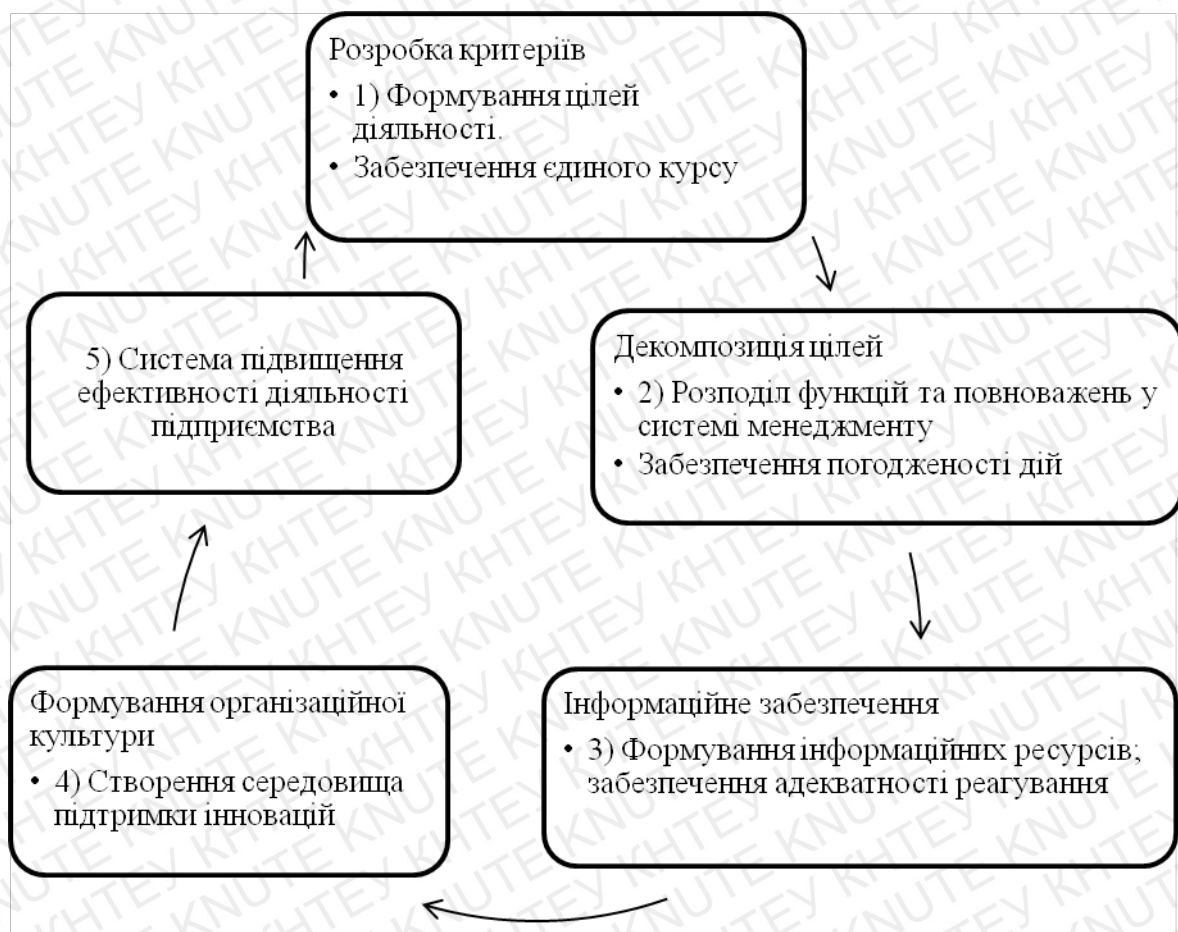 Розробка критеріїв
• 1) Формування цілей
діяльності.
• Забезпечення єдиного курсу
5) Система підвищення
ефективності діяльності
підприємства
Декомпозиція цілей
• 2) Розподіл функцій та повноважень у
системі менеджменту
• Забезпечення погодженості дій
Формування організаційної
культури
• 4) Створення середовища
підтримки інновацій
Інформаційне забезпечення
• 3) Формування інформаційних ресурсів;
забезпечення адекватності реагування
КНТЕУ KNUTE